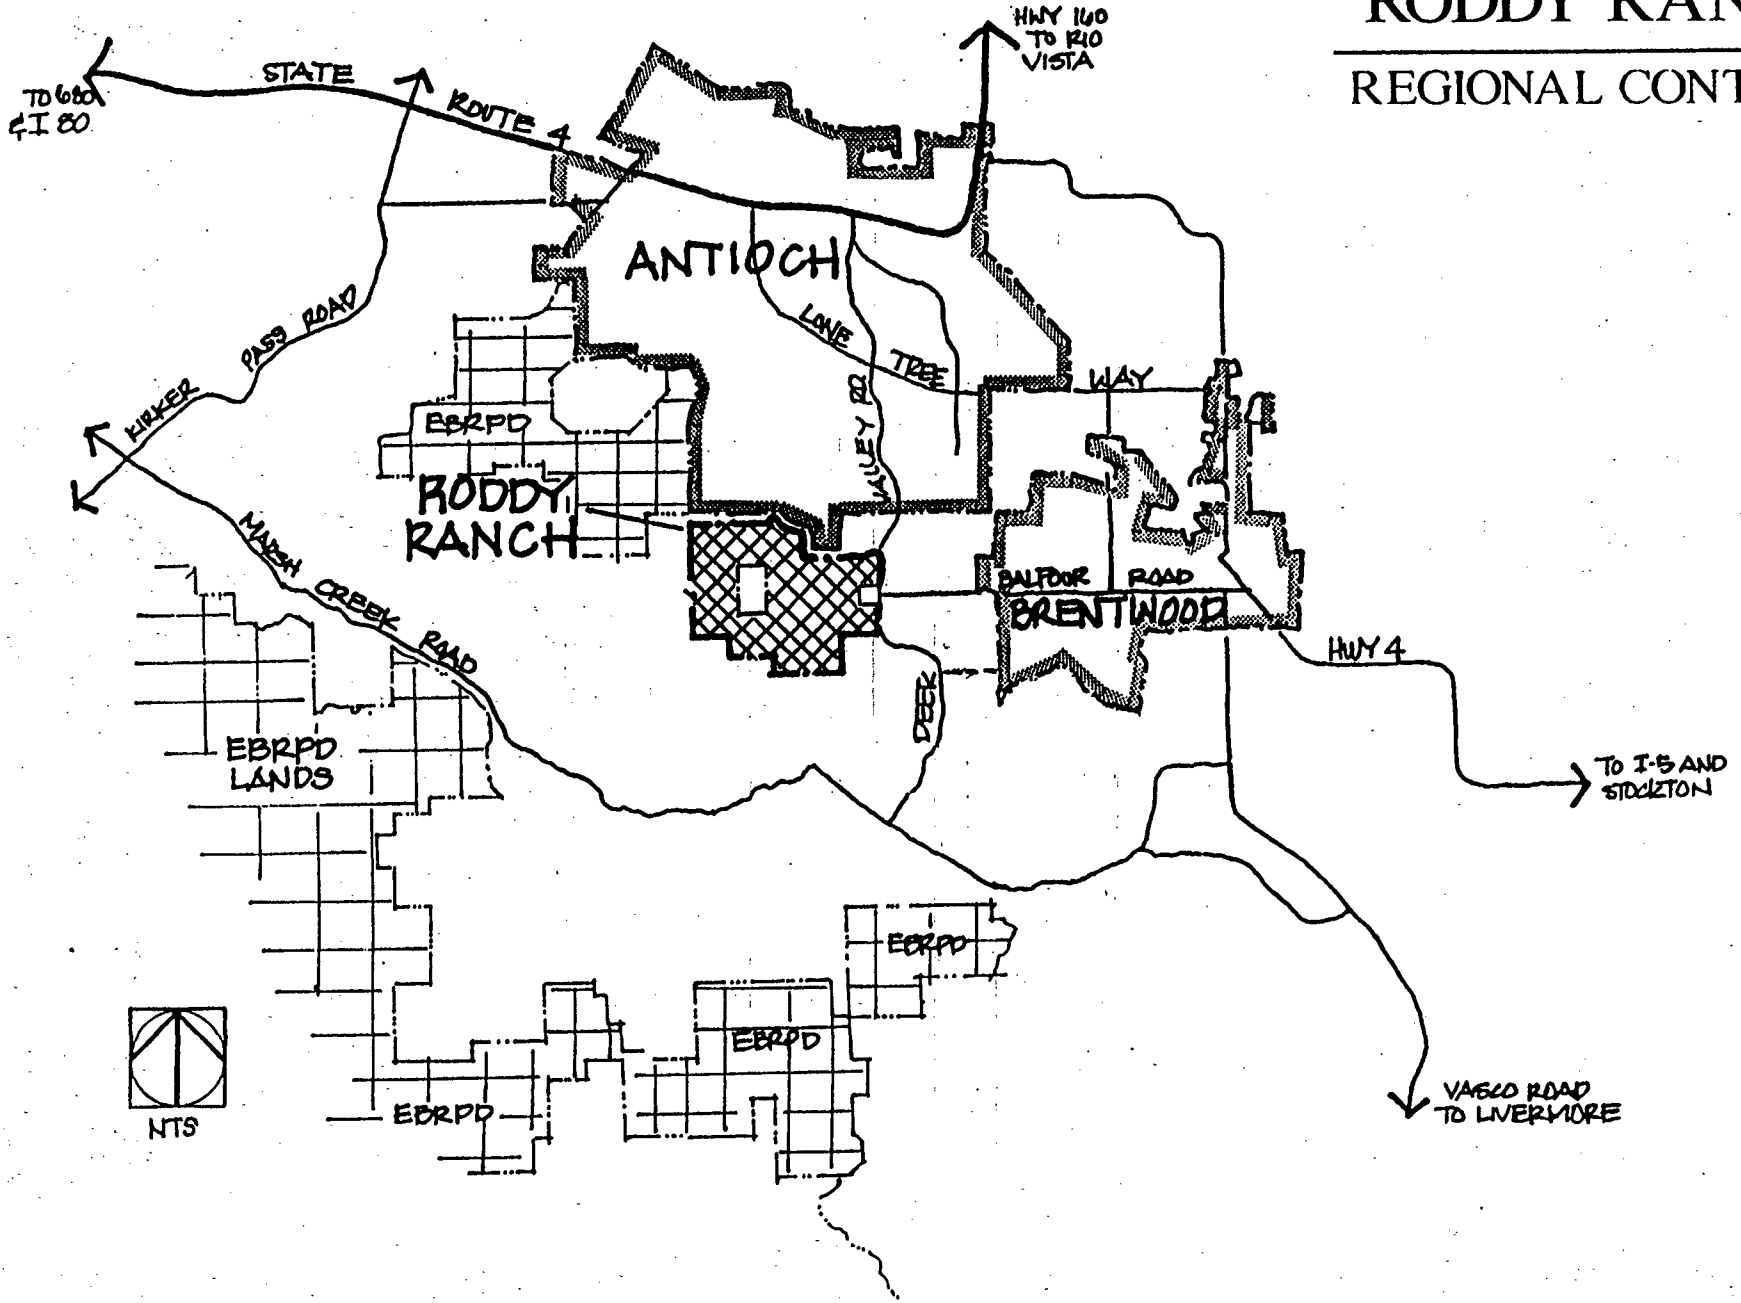 RODDY RAN
REGIONAL CONT
HWY 160
TO RIO
VISTA
STATE
ROUTE 4
TO 680
& I 80
ANTIOCH
PASS ROAD
KIRKER
LONE
TREE
WAY
VALLEY RD
EBRPD
RODDY
RANCH
MARSH
CREEK
ROAD
BALFOUR ROAD
BRENTWOOD
HWY 4
DEER
EBRPD
LANDS
TO I-5 AND
STOCKTON
EBRPD
EBRPD
EBRPD
NTS
VASCO ROAD
TO LIVERMORE